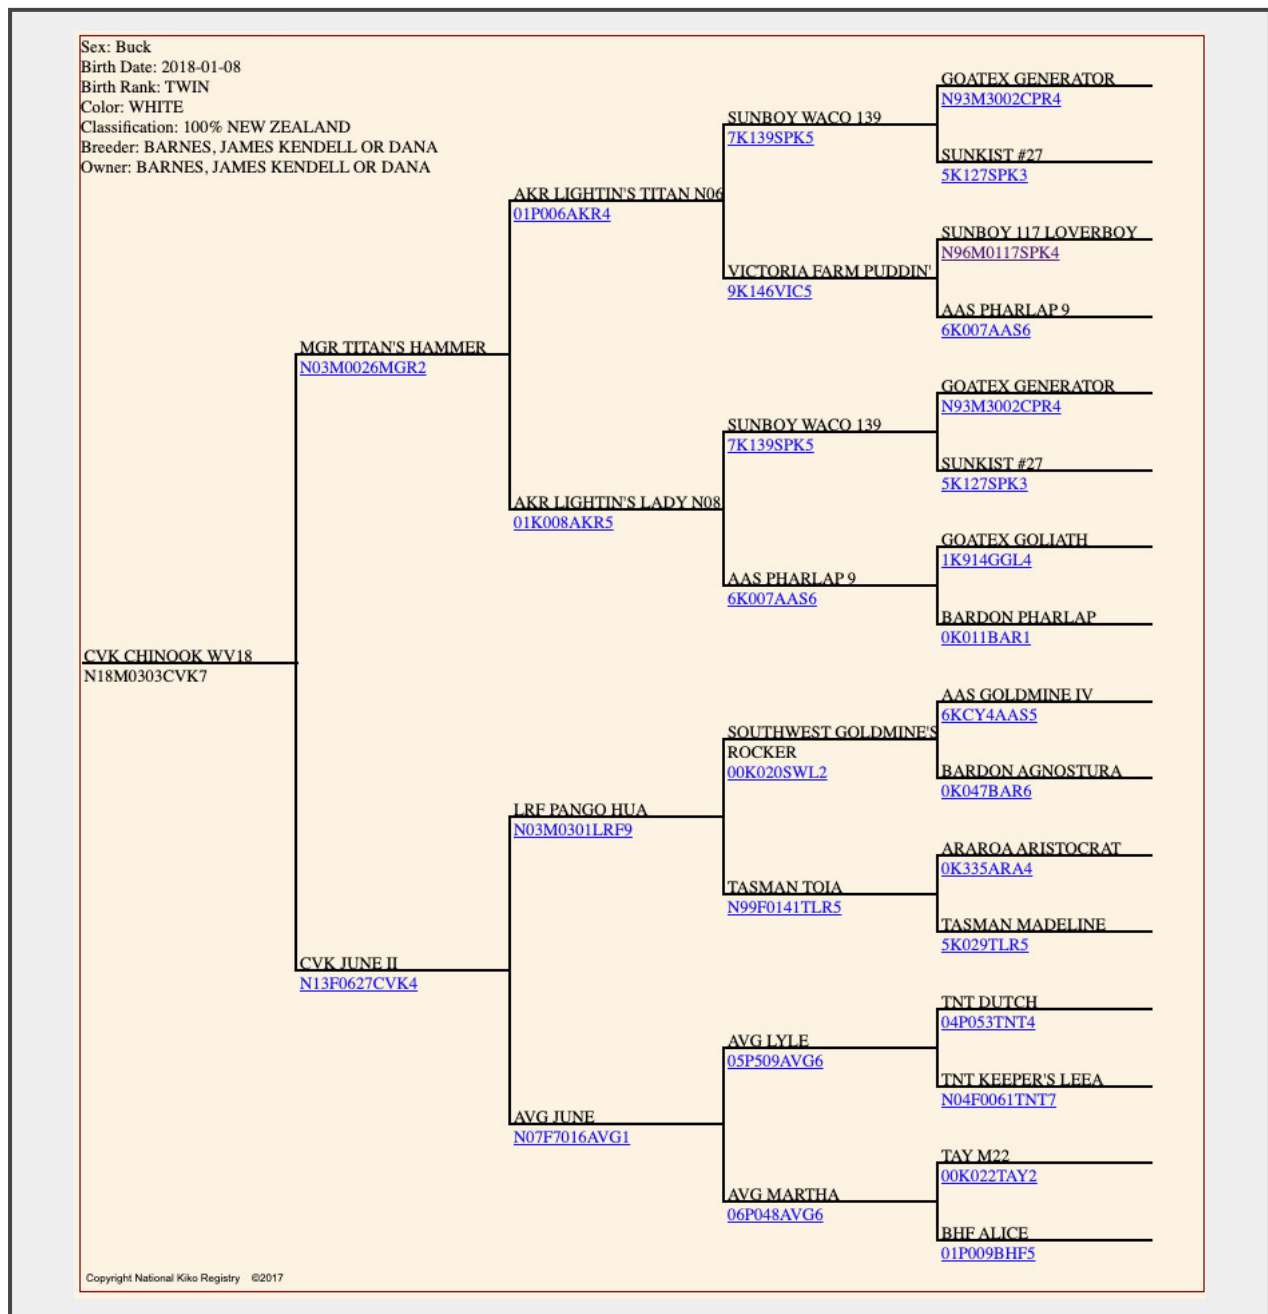 Sex: Buck
Birth Date: 2018-01-08
Birth Rank: TWIN
Color: WHITE
Classification: 100% NEW ZEALAND
Breeder: BARNES, JAMES KENDELL OR DANA
Owner: BARNES, JAMES KENDELL OR DANA
CVK CHINOOK WV18
N18M0303CVK7
MGR TITAN'S HAMMER
N03M0026MGR2
CVK JUNE II
N13F0627CVK4
AKR LIGHTIN'S TITAN N06
01P006AKR4
AKR LIGHTIN'S LADY N08
01K008AKR5
LRF PANGO HUA
N03M0301LRF9
AVG JUNE
N07F7016AVG1
SUNBOY WACO 139
7K139SPK5
VICTORIA FARM PUDDIN'
9K146VIC5
SUNBOY WACO 139
7K139SPK5
AAS PHARLAP 9
6K007AAS6
SOUTHWEST GOLDMINE'S
ROCKER
00K020SWL2
TASMAN TOIA
N99F0141TLR5
AVG LYLE
05P509AVG6
AVG MARTHA
06P048AVG6
GOATEX GENERATOR
N93M3002CPR4
SUNKIST #27
5K127SPK3
SUNBOY 117 LOVERBOY
N96M0117SPK4
AAS PHARLAP 9
6K007AAS6
GOATEX GENERATOR
N93M3002CPR4
SUNKIST #27
5K127SPK3
GOATEX GOLIATH
1K914GGL4
BARDON PHARLAP
0K011BAR1
AAS GOLDMINE IV
6KCY4AAS5
BARDON AGNOSTURA
0K047BAR6
ARAROA ARISTOCRAT
0K335ARA4
TASMAN MADELINE
5K029TLR5
TNT DUTCH
04P053TNT4
TNT KEEPER'S LEEA
N04F0061TNT7
TAY M22
00K022TAY2
BHF ALICE
01P009BHF5
Copyright National Kiko Registry ©2017